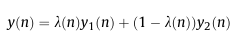 y(n) = λ(n)y₁(n) + (1 − λ(n))y₂(n)